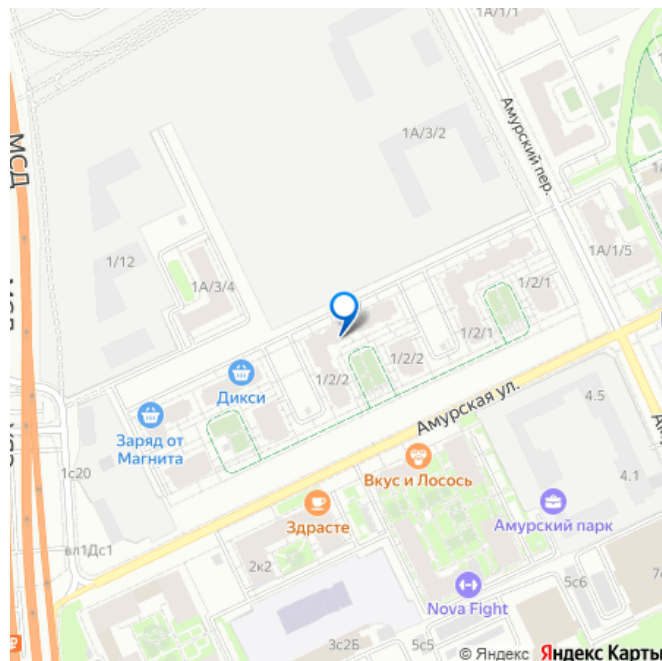 1А/1/1
МСД
1А/3/2
Амурский пер.
1/12
1А/3/4
1А/1/5
1/2/1
1/2/1
1/2/2
1/2/2
Дикси
Заряд от
Магнита
Амурская ул.
4.5
1с20
Вкус и Лосось
4.1
Здрасте
Амурский парк
вл1Дс1
2к2
5с6
Nova Fight
3с2Б
5с5
© Яндекс Яндекс Карты